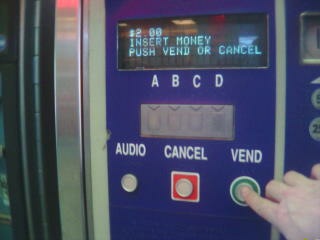 $2.00
INSERT MONEY
PUSH VEND OR CANCEL
A B C D
AUDIO CANCEL VEND